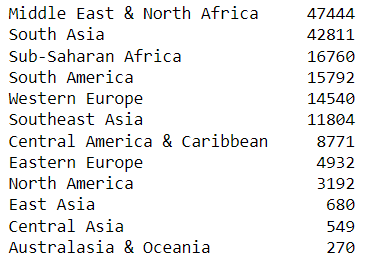 Middle East & North Africa 47444
South Asia 42811
Sub-Saharan Africa 16760
South America 15792
Western Europe 14540
Southeast Asia 11804
Central America & Caribbean 8771
Eastern Europe 4932
North America 3192
East Asia 680
Central Asia 549
Australasia & Oceania 270